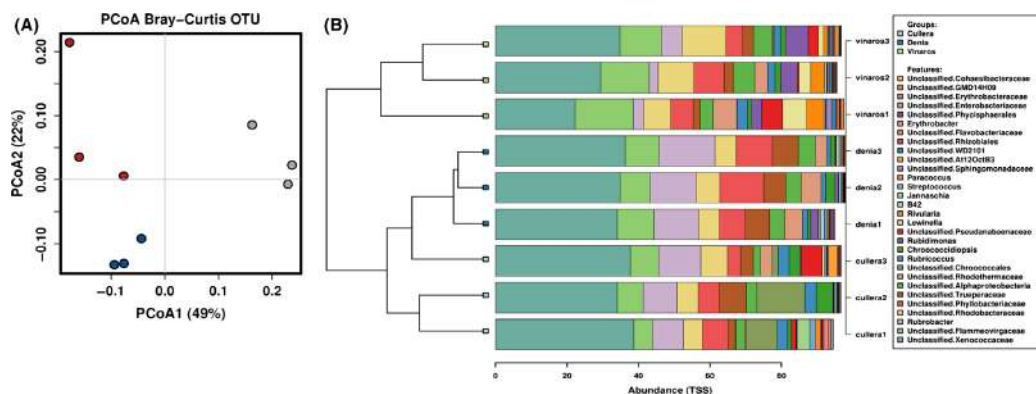 (A)
PCoA Bray-Curtis OTU
0.20
0.10
0.00
−0.10
PCoA2 (22%)
−0.1
0.0
0.1
0.2
PCoA1 (49%)
(B)
vinaros3
vinaros2
vinaros1
denia3
denia2
denia1
cullera3
cullera2
cullera1
0
20
40
60
80
Abundance (TSS)
Groups:
Cullera
Denia
Vinaros
Features:
Unclassified.Cohaesibacteraceae
Unclassified.GMD14H09
Unclassified.Erythrobacteraceae
Unclassified.Enterobacteriaceae
Unclassified.Phycisphaerales
Erythrobacter
Unclassified.Flavobacteriaceae
Unclassified.Rhizobiales
Unclassified.WD2101
Unclassified.At12OctB3
Unclassified.Sphingomonadaceae
Paracoccus
Streptococcus
Jannaschia
B42
Rivularia
Lewinella
Unclassified.Pseudanabaenaceae
Rubidimonas
Chroococcidiopsis
Rubricoccus
Unclassified.Chroococcales
Unclassified.Rhodothermaceae
Unclassified.Alphaproteobacteria
Unclassified.Trueperaceae
Unclassified.Phyllobacteriaceae
Unclassified.Rhodobacteraceae
Rubrobacter
Unclassified.Flammeovirgaceae
Unclassified.Xenococcaceae